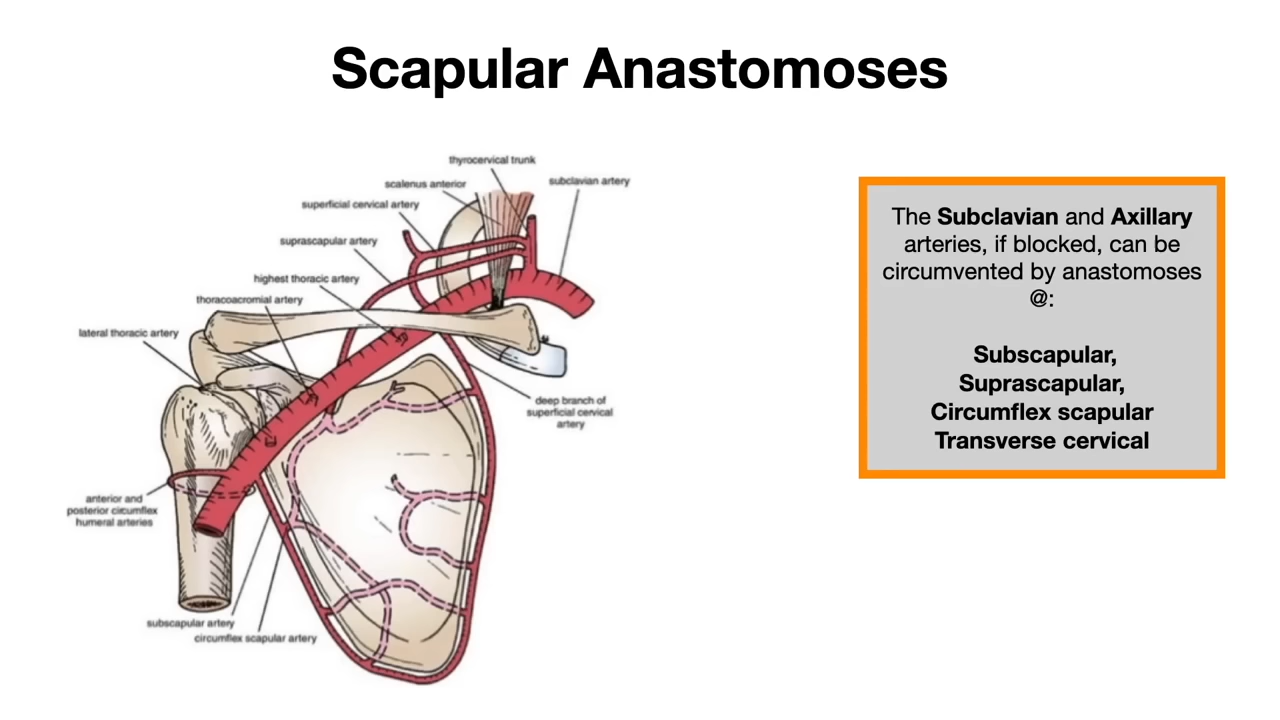 Scapular Anastomoses
thyrocervical trunk
scalenus anterior
subclavian artery
superficial cervical artery
suprascapular artery
highest thoracic artery
thoracoacromial artery
lateral thoracic artery
deep branch of
superficial cervical
artery
anterior and
posterior circumflex
humeral arteries
subscapular artery
circumflex scapular artery
The Subclavian and Axillary
arteries, if blocked, can be
circumvented by anastomoses
@:
Subscapular,
Suprascapular,
Circumflex scapular
Transverse cervical